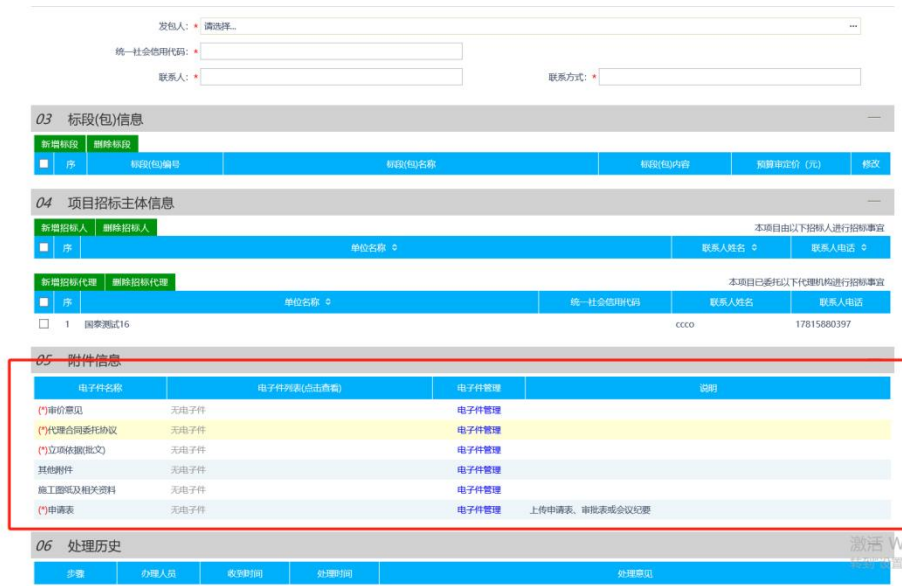 发包人: * 请选择... ...
统一社会信用代码: *
联系人: * 联系方式: *
03 标段(包)信息
新增标段 删除标段
序 标段(包)编号 标段(包)名称 标段(包)内容 预算审定价 (元) 修改
04 项目招标主体信息
新增招标人 删除招标人 本项目由以下招标人进行招标事宜
序 单位名称 联系人姓名 联系人电话
新增招标代理 删除招标代理 本项目已委托以下代理机构进行招标事宜
序 单位名称 统一社会信用代码 联系人姓名 联系人电话
1 国泰测试16 ccco 17815880397
05 附件信息
电子件名称 电子件列表(点击查看) 电子件管理 说明
(*)审价意见 无电子件 电子件管理
(*)代理合同委托协议 无电子件 电子件管理
(*)立项依据(批文) 无电子件 电子件管理
其他附件 无电子件 电子件管理
施工图纸及相关资料 无电子件 电子件管理
(*)申请表 无电子件 电子件管理 上传申请表、审批表或会议纪要
06 处理历史
激活 W
转到"设置
步骤 办理人员 收到时间 处理时间 处理意见